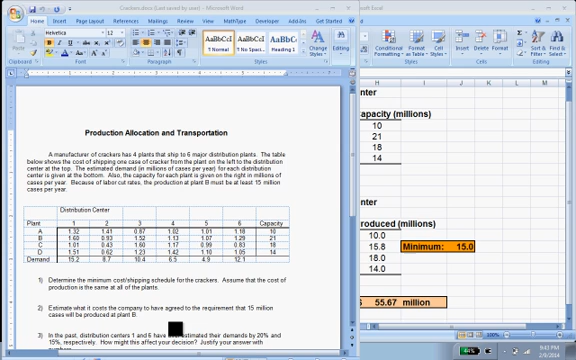 Crackers.docx [Last saved by user] - Microsoft Word
Home Insert Page Layout References Mailings Review View MathType Developer Add-Ins Get Started
Helvetica 12
Paste
AaBbCcI AaBbCcI AaBbC
¶ Normal ¶ No Spaci... Heading 1
Change Styles
Editing
Clipboard Font Paragraph Styles
Production Allocation and Transportation
A manufacturer of crackers has 4 plants that ship to 6 major distribution plants. The table
below shows the cost of shipping one case of cracker from the plant on the left to the distribution
center at the top. The estimated demand (in millions of cases per year) for each distribution
center is given at the bottom. Also, the capacity for each plant is given on the right in millions of
cases per year. Because of labor cut rates, the production at plant B must be at least 15 million
cases per year.
Distribution Center
Plant 1 2 3 4 5 6 Capacity
A 1.32 1.41 0.87 1.02 1.01 1.18 10
B 1.60 0.93 1.52 1.13 1.07 1.29 21
C 1.01 0.43 1.60 1.17 0.99 0.83 18
D 1.51 0.62 1.23 1.42 1.10 1.05 14
Demand 15.2 8.7 10.4 6.5 4.9 12.1
1) Determine the minimum cost/shipping schedule for the crackers. Assume that the cost of
production is the same at all of the plants.
2) Estimate what it costs the company to have agreed to the requirement that 15 million
cases will be produced at plant B.
3) In the past, distribution centers 1 and 6 have estimated their demands by 20% and
15%, respectively. How might this affect your decision? Justify your answer with
soft Excel
Conditional Formatting Format as Table Cell Styles
Insert Delete Format
Sort & Filter Find & Select
Styles Cells Editing
H I J K L M
nter
apacity (millions)
10
21
18
14
nter
roduced (millions)
10.0
15.8 Minimum: 15.0
18.0
14.0
$ 55.67 million
100%
9:43 PM
2/9/2014